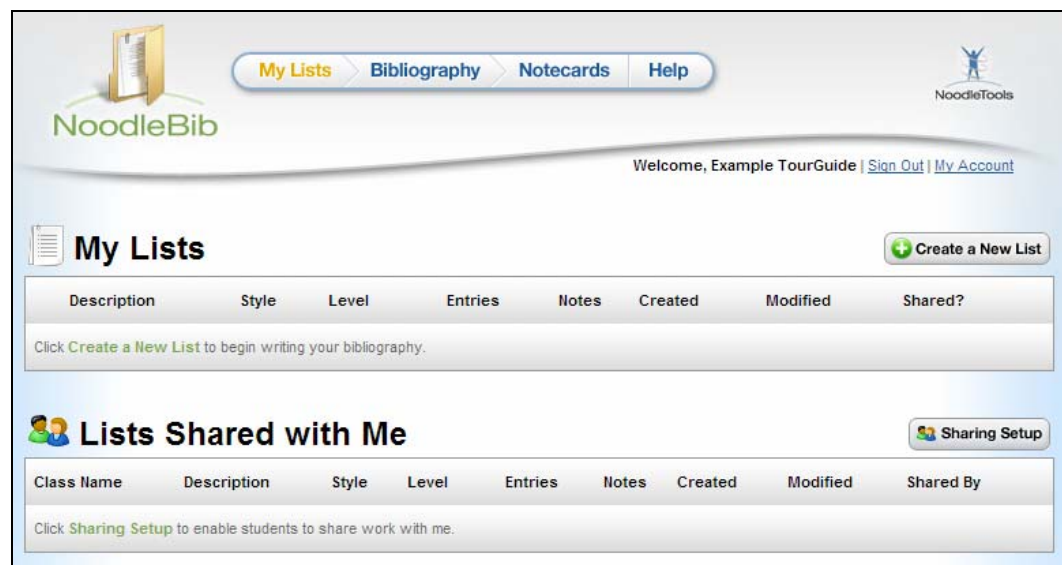 My Lists Bibliography Notecards Help
NoodleBib
NoodleTools
Welcome, Example TourGuide | Sign Out | My Account
My Lists
Create a New List
Description Style Level Entries Notes Created Modified Shared?
Click Create a New List to begin writing your bibliography.
Lists Shared with Me
Sharing Setup
Class Name Description Style Level Entries Notes Created Modified Shared By
Click Sharing Setup to enable students to share work with me.